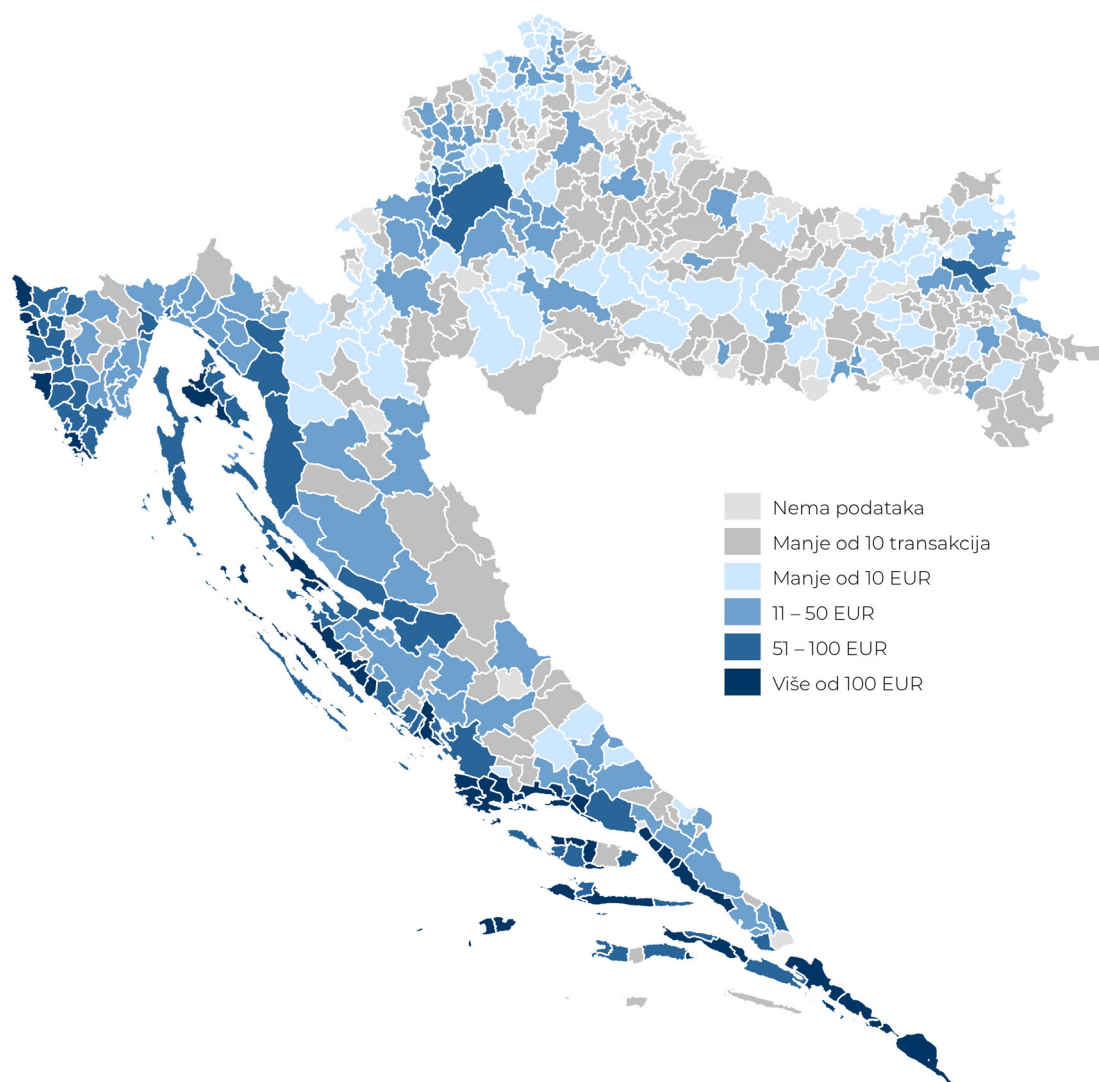 Nema podataka
Manje od 10 transakcija
Manje od 10 EUR
11 – 50 EUR
51 – 100 EUR
Više od 100 EUR